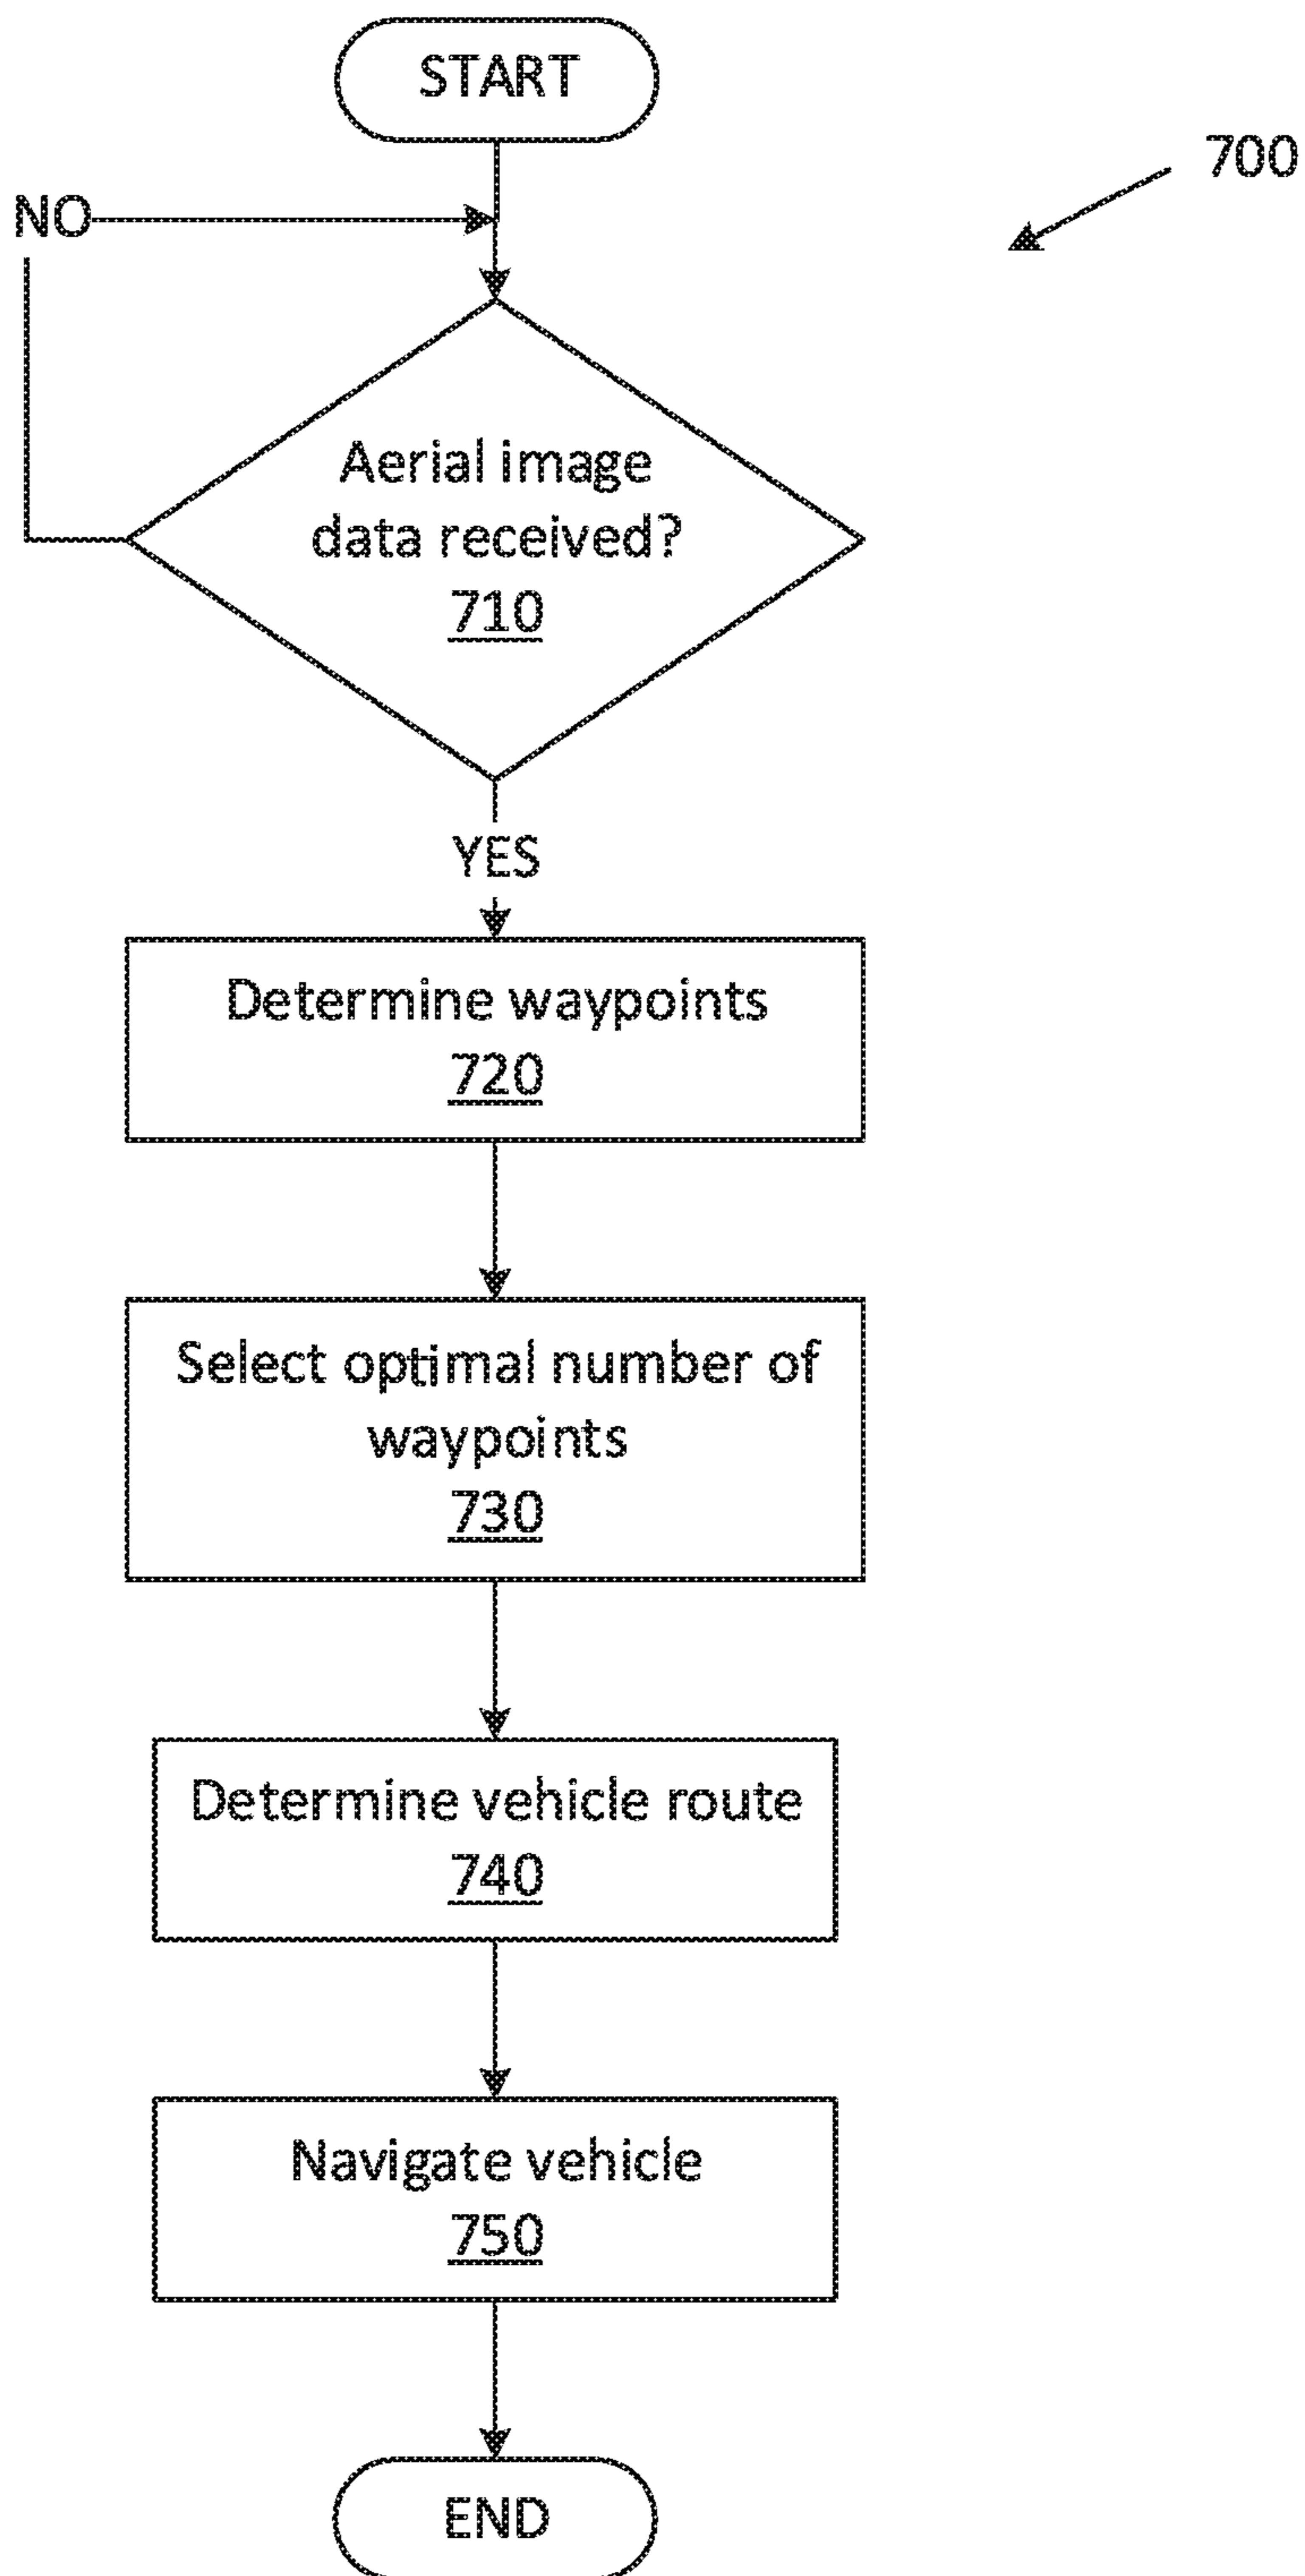 START
700
NO
Aerial image
data received?
710
YES
Determine waypoints
720
Select optimal number of
waypoints
730
Determine vehicle route
740
Navigate vehicle
750
END